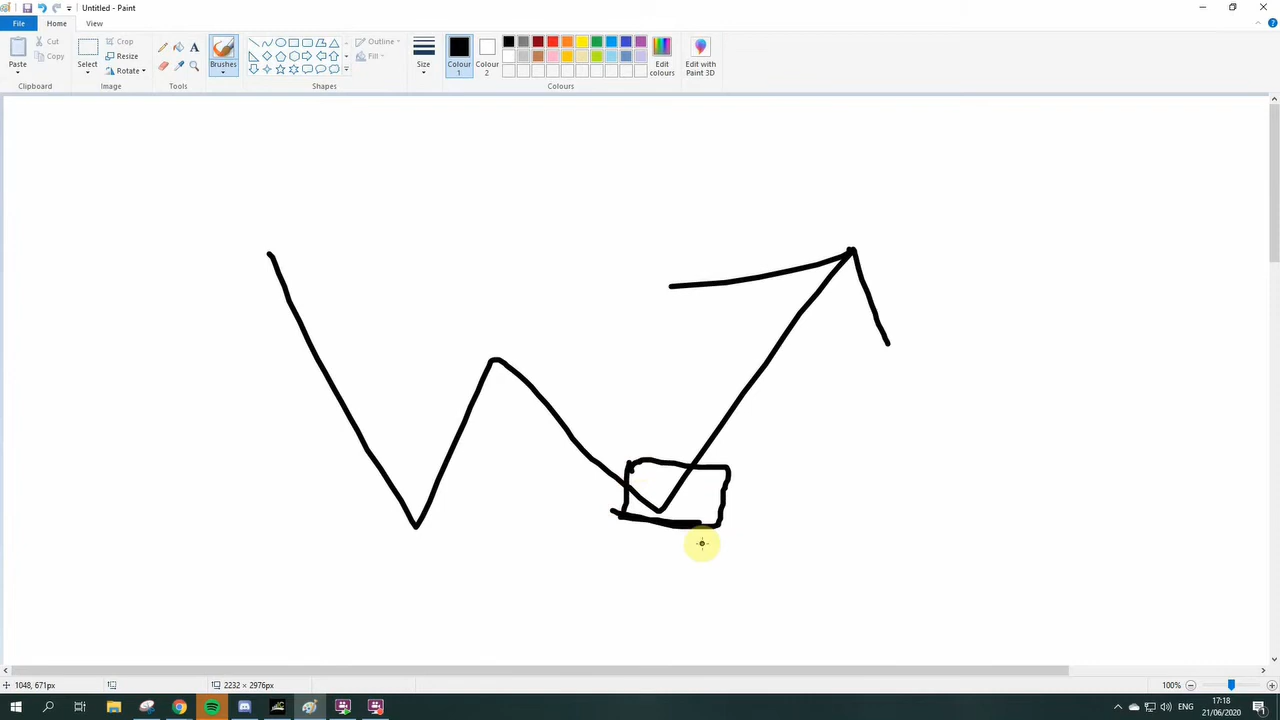 Untitled - Paint
File
Home
View
Paste
Cut
Copy
Clipboard
Select
Crop
Resize
Rotate
Image
A
Tools
Brushes
Outline
Fill
Shapes
Size
Colour
1
Colour
2
Edit
colours
Colours
Edit with
Paint 3D
1048, 671px
2232 × 2976px
100%
ENG
17:18
21/06/2020
1